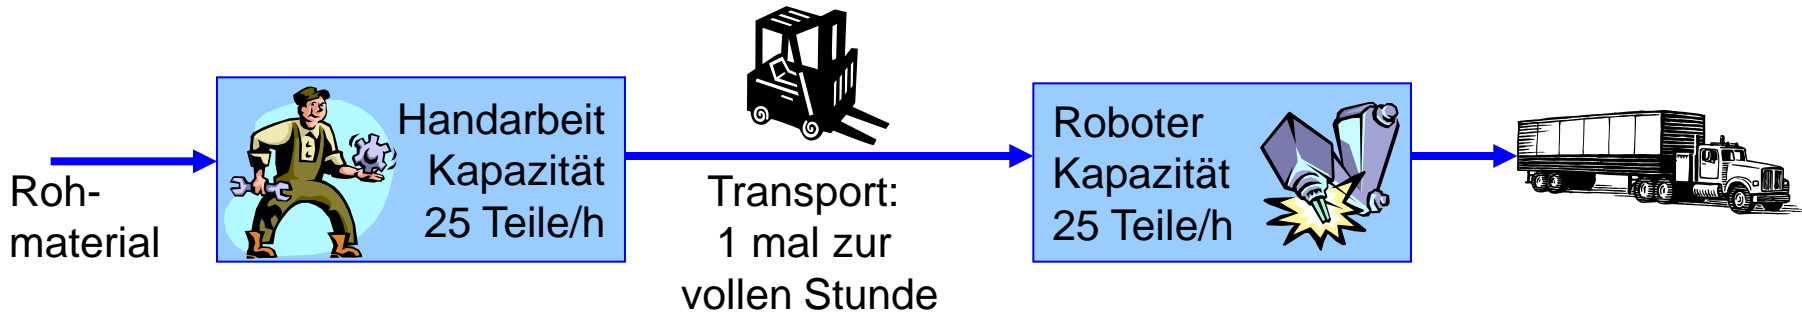 Roh-
material
Handarbeit
Kapazität
25 Teile/h
Transport:
1 mal zur
vollen Stunde
Roboter
Kapazität
25 Teile/h